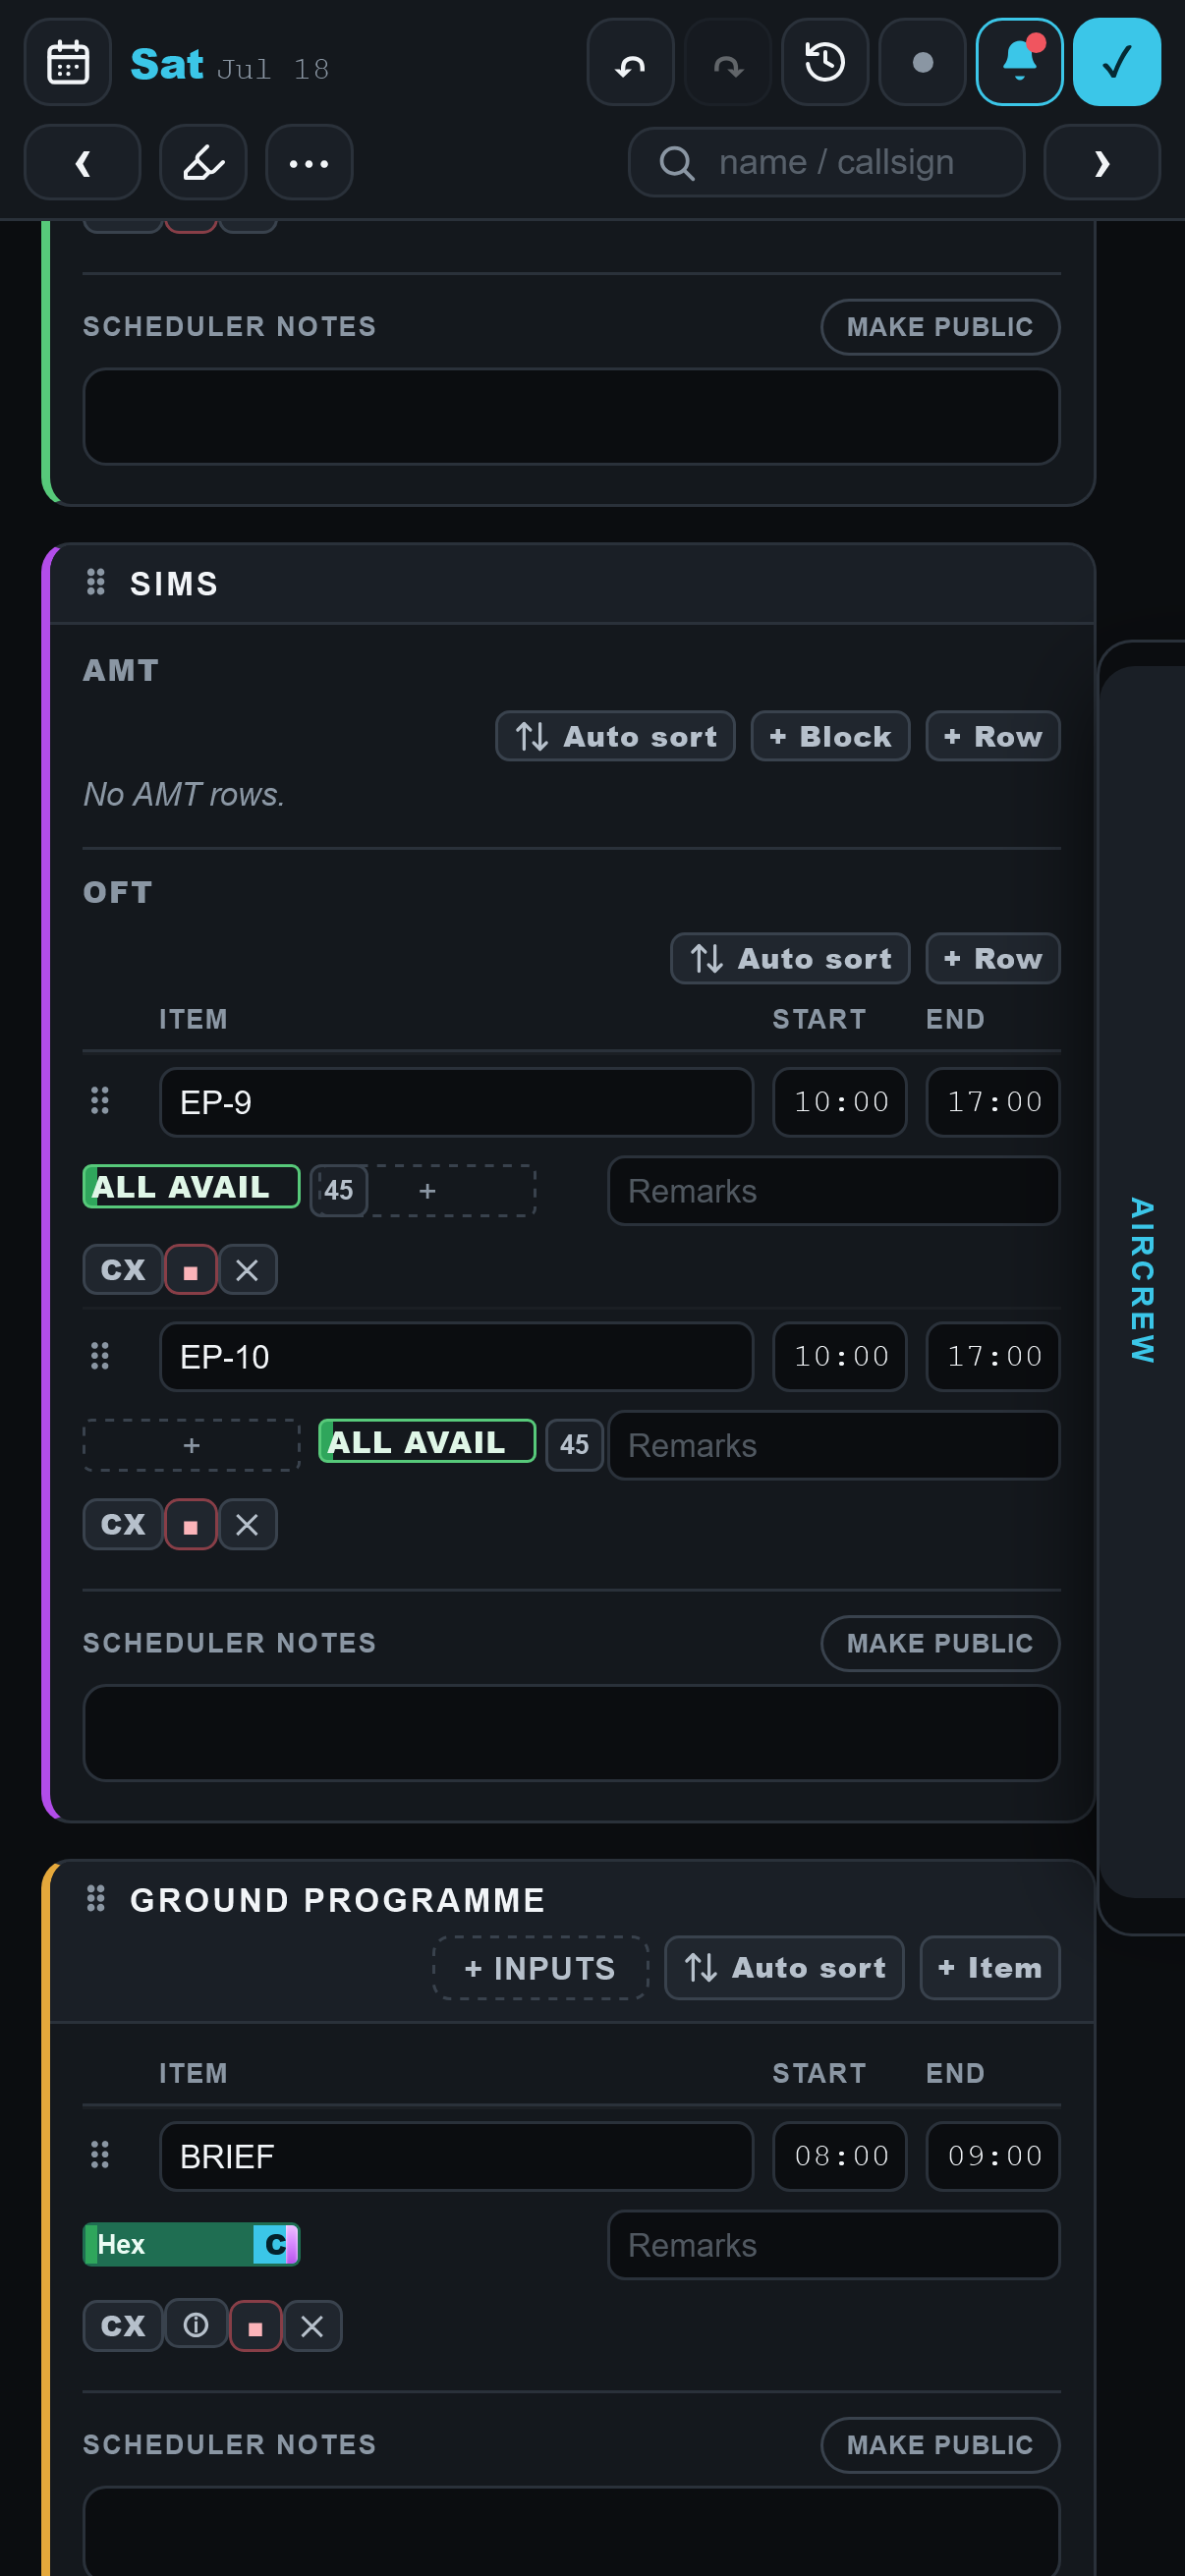 Sat Jul 18
name / callsign
SCHEDULER NOTES MAKE PUBLIC
SIMS
AMT
Auto sort + Block + Row
No AMT rows.
OFT
Auto sort + Row
ITEM START END
EP-9 10:00 17:00
ALL AVAIL 45 + Remarks
CX
EP-10 10:00 17:00
+ ALL AVAIL 45 Remarks
CX
SCHEDULER NOTES MAKE PUBLIC
AIRCREW
GROUND PROGRAMME
+ INPUTS Auto sort + Item
ITEM START END
BRIEF 08:00 09:00
Hex C Remarks
CX
SCHEDULER NOTES MAKE PUBLIC